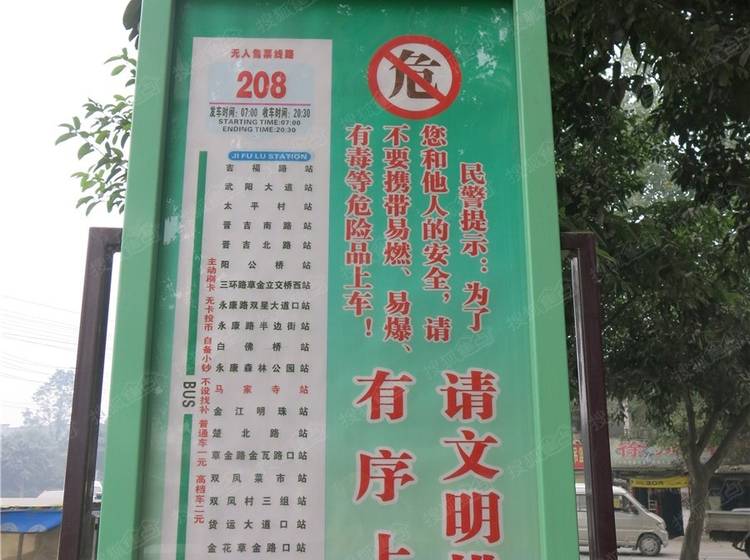 无人售票线路
208
发车时间:07:00 收车时间:20:30
STARTING TIME:07:00
ENDING TIME:20:30
JI FU LU STATION
吉福路站
武阳大道站
太平村站
晋吉南路站
晋吉北路站
阳公桥站
三环路草金立交桥西站
永康路双星大道口站
永康路半边街站
白佛桥站
永康森林公园站
马家寺站
金江明珠站
楚北路站
草金路金瓦路口站
双凤菜市站
双凤村三组站
货运大道口站
金花草金路口站
主动刷卡 无卡投币 自备小钞 不设找补 普通车一元 高档车二元
BUS
危
民警提示:为了
您和他人的安全,请
不要携带易燃、易爆、
有毒等危险品上车!
请文明
有序上